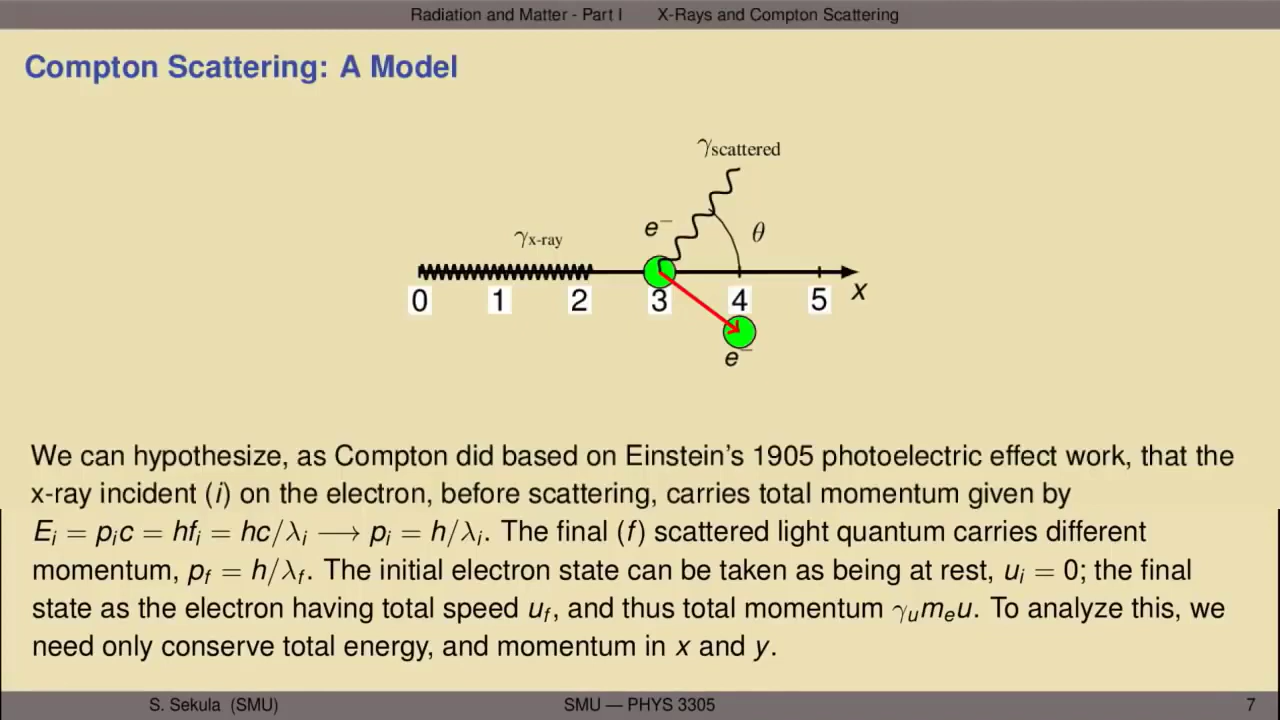 Radiation and Matter - Part I X-Rays and Compton Scattering
Compton Scattering: A Model
γscattered
e−
θ
γx-ray
0 1 2 3 4 5 x
e−
We can hypothesize, as Compton did based on Einstein's 1905 photoelectric effect work, that the
x-ray incident (i) on the electron, before scattering, carries total momentum given by
Ei = pic = hfi = hc/λi ⟶ pi = h/λi. The final (f) scattered light quantum carries different
momentum, pf = h/λf. The initial electron state can be taken as being at rest, ui = 0; the final
state as the electron having total speed uf, and thus total momentum γumeu. To analyze this, we
need only conserve total energy, and momentum in x and y.
S. Sekula (SMU) SMU — PHYS 3305 7